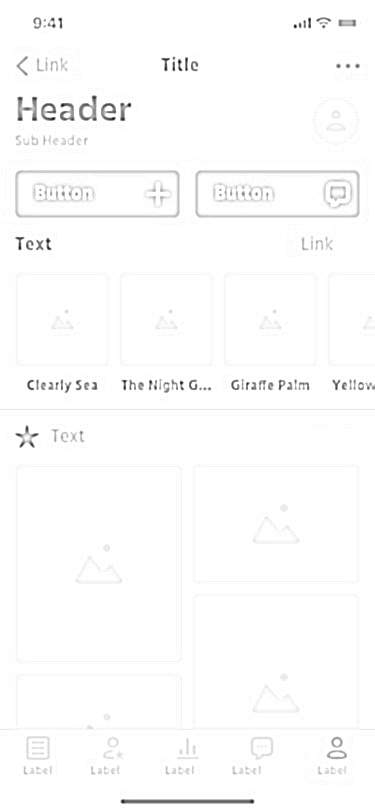 9:41
Link Title
Header
Sub Header
Button Button
Text Link
Clearly Sea The Night G... Giraffe Palm Yellow
Text
Label Label Label Label Label